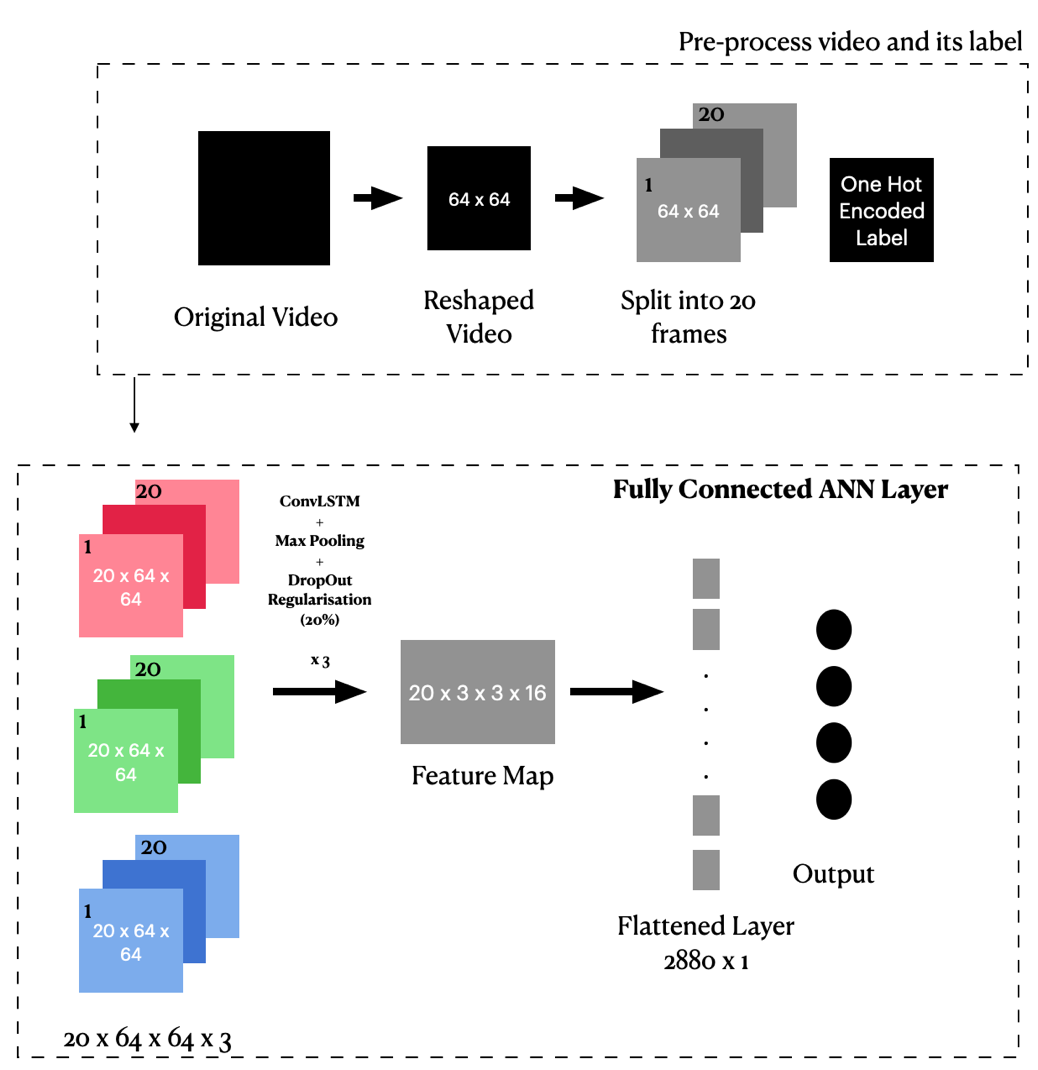 Pre-process video and its label
20
1
64 x 64
64 x 64
One Hot
Encoded
Label
Original Video
Reshaped
Video
Split into 20
frames
20
1
20 x 64 x
64
20
1
20 x 64 x
64
20
1
20 x 64 x
64
20 x 64 x 64 x 3
ConvLSTM
+
Max Pooling
+
DropOut
Regularisation
(20%)
x 3
20 x 3 x 3 x 16
Feature Map
Fully Connected ANN Layer
Flattened Layer
2880 x 1
Output